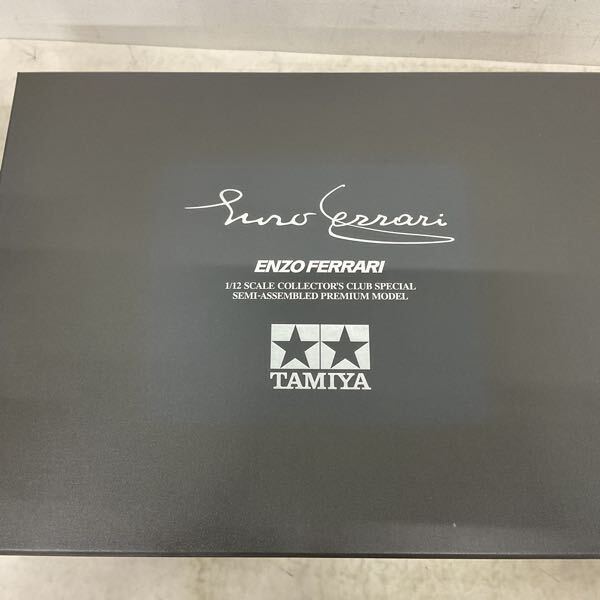 Enzo Ferrari
ENZO FERRARI
1/12 SCALE COLLECTOR'S CLUB SPECIAL
SEMI-ASSEMBLED PREMIUM MODEL
TAMIYA